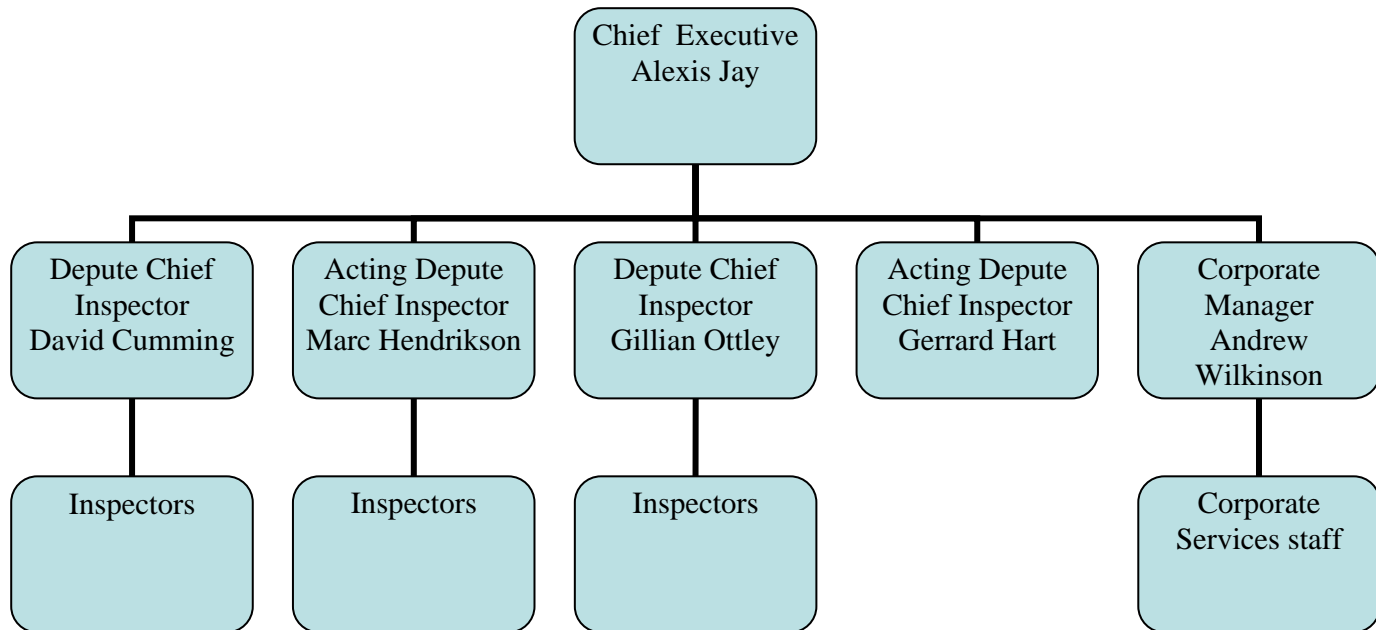 Chief Executive
Alexis Jay
Depute Chief
Inspector
David Cumming
Acting Depute
Chief Inspector
Marc Hendrikson
Depute Chief
Inspector
Gillian Ottley
Acting Depute
Chief Inspector
Gerrard Hart
Corporate
Manager
Andrew
Wilkinson
Inspectors
Inspectors
Inspectors
Corporate
Services staff